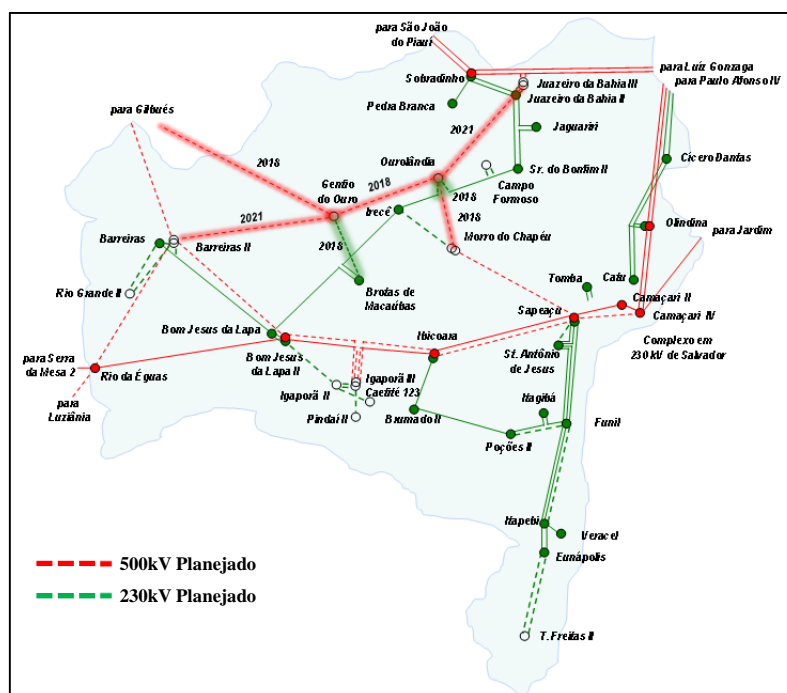 para São João
do Piauí
para Luíz Gonzaga
para Paulo Afonso IV
Sobradinho
Juazeiro da Bahia III
Juazeiro da Bahia II
para Gilbués
Pedra Branca
2021
Jaguariri
Ourolândia
2018
Sr. do Bonfim II
Cícero Dantas
Gentio
do Ouro
2018
2018
Campo
Formoso
Irecê
2018
Olindina
2021
Morro do Chapéu
para Jardim
Barreiras
Barreiras II
2018
Tomba
Catu
Rio Grande II
Brotas de
Macaúbas
Sapeaçu
Camaçari II
Camaçari IV
Bom Jesus da Lapa
Ibicoara
Complexo em
230 kV de Salvador
para Serra
da Mesa 2
Rio da Éguas
Bom Jesus
da Lapa II
St. Antônio
de Jesus
para
Luziânia
Igaporã II
Igaporã III
Caetité 123
Itagibá
Pindaí II
Brumado II
Funil
Poções II
Itapebi
Veracel
Eunápolis
500kV Planejado
230kV Planejado
T. Freitas II